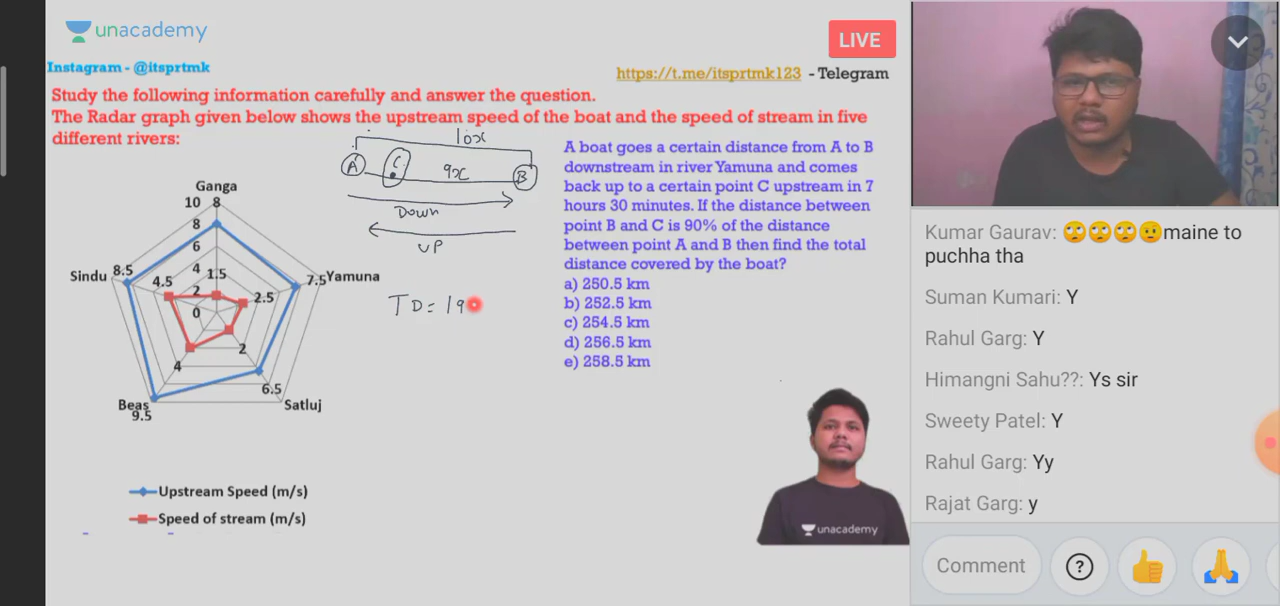 unacademy
LIVE
Instagram - @itsprtmk
https://t.me/itsprtmk123 - Telegram
Study the following information carefully and answer the question.
The Radar graph given below shows the upstream speed of the boat and the speed of stream in five
different rivers:
10x
A C 9x B
Down
UP
TD = 19
Ganga
10 8
8
6
4 1.5
2
0
Sindu 8.5
4.5
7.5 Yamuna
2.5
2
4
6.5
Beas
9.5
Satluj
Upstream Speed (m/s)
Speed of stream (m/s)
A boat goes a certain distance from A to B
downstream in river Yamuna and comes
back up to a certain point C upstream in 7
hours 30 minutes. If the distance between
point B and C is 90% of the distance
between point A and B then find the total
distance covered by the boat?
a) 250.5 km
b) 252.5 km
c) 254.5 km
d) 256.5 km
e) 258.5 km
unacademy
Kumar Gaurav: 🙄🙄🙄🤨maine to
puchha tha
Suman Kumari: Y
Rahul Garg: Y
Himangni Sahu??: Ys sir
Sweety Patel: Y
Rahul Garg: Yy
Rajat Garg: y
Comment
?